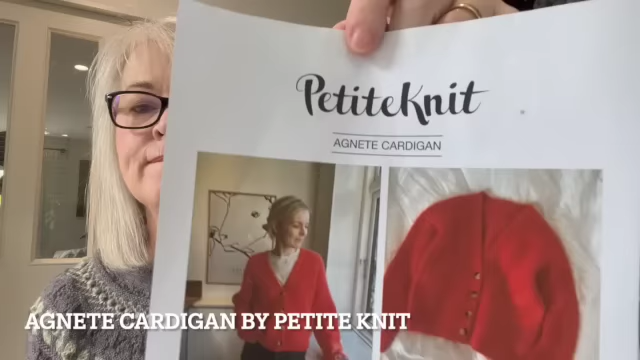 PetiteKnit
AGNETE CARDIGAN
AGNETE CARDIGAN BY PETITE KNIT